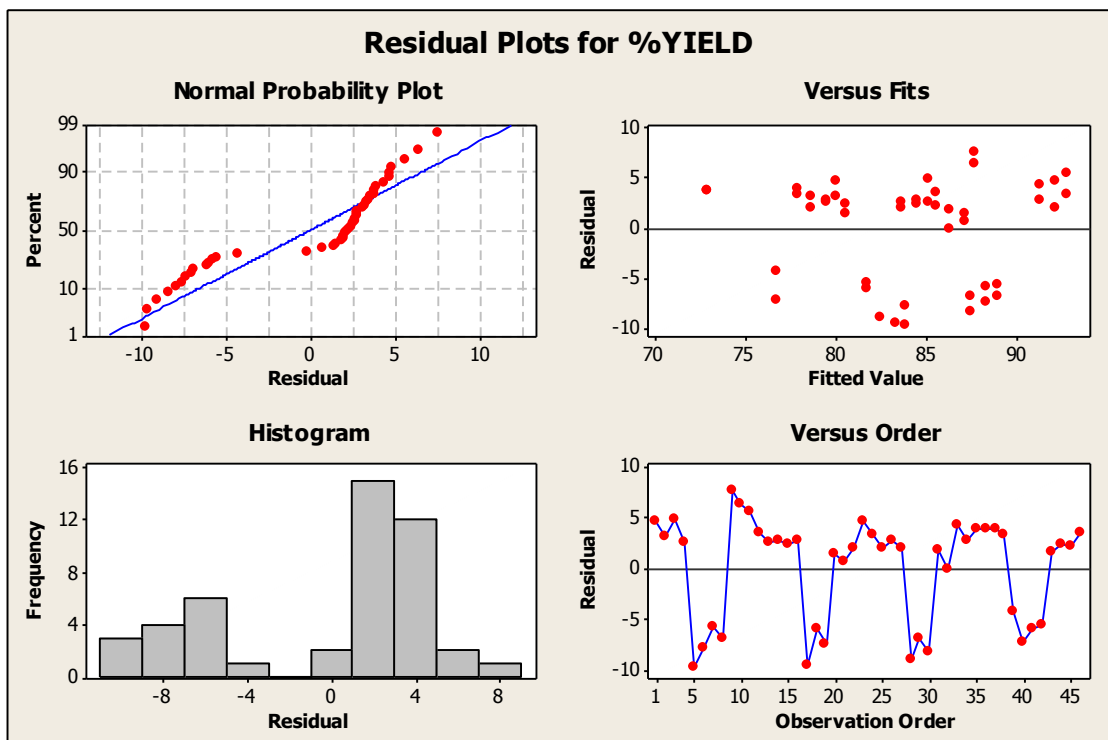 Residual Plots for %YIELD
Normal Probability Plot
99
90
50
10
1
Percent
-10 -5 0 5 10
Residual
Versus Fits
10
5
0
-5
-10
Residual
70 75 80 85 90
Fitted Value
Histogram
16
12
8
4
0
Frequency
-8 -4 0 4 8
Residual
Versus Order
10
5
0
-5
-10
Residual
1 5 10 15 20 25 30 35 40 45
Observation Order